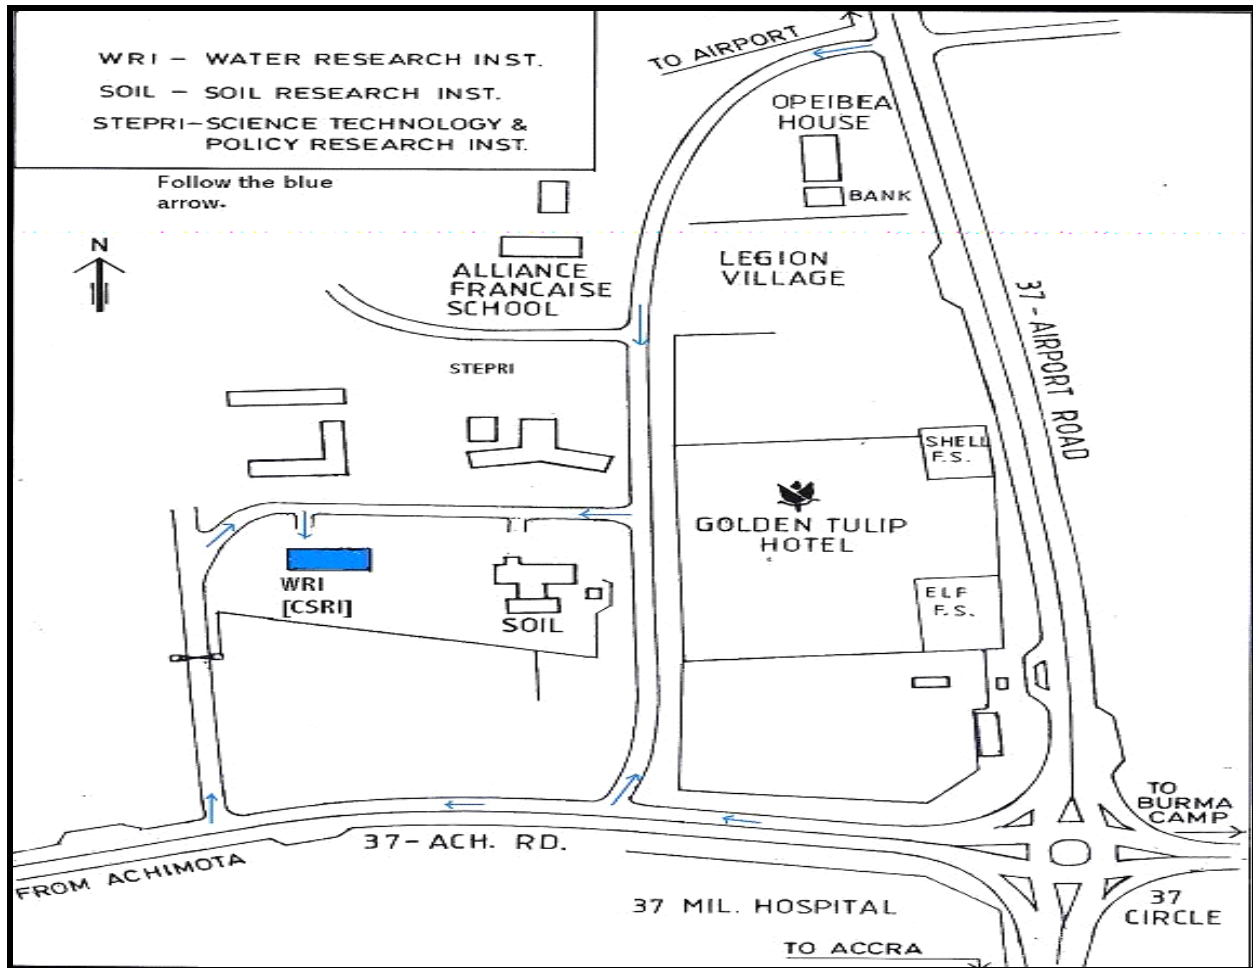 WRI - WATER RESEARCH INST.
SOIL - SOIL RESEARCH INST.
STEPRI-SCIENCE TECHNOLOGY &
POLICY RESEARCH INST.
Follow the blue
arrow.
N
TO AIRPORT
OPEIBEA
HOUSE
BANK
ALLIANCE
FRANCAISE
SCHOOL
LEGION
VILLAGE
37-AIRPORT ROAD
STEPRI
SHELL
F.S.
GOLDEN TULIP
HOTEL
WRI
[CSRI]
SOIL
ELF
F.S.
TO
BURMA
CAMP
37-ACH. RD.
FROM ACHIMOTA
37 MIL. HOSPITAL
37
CIRCLE
TO ACCRA